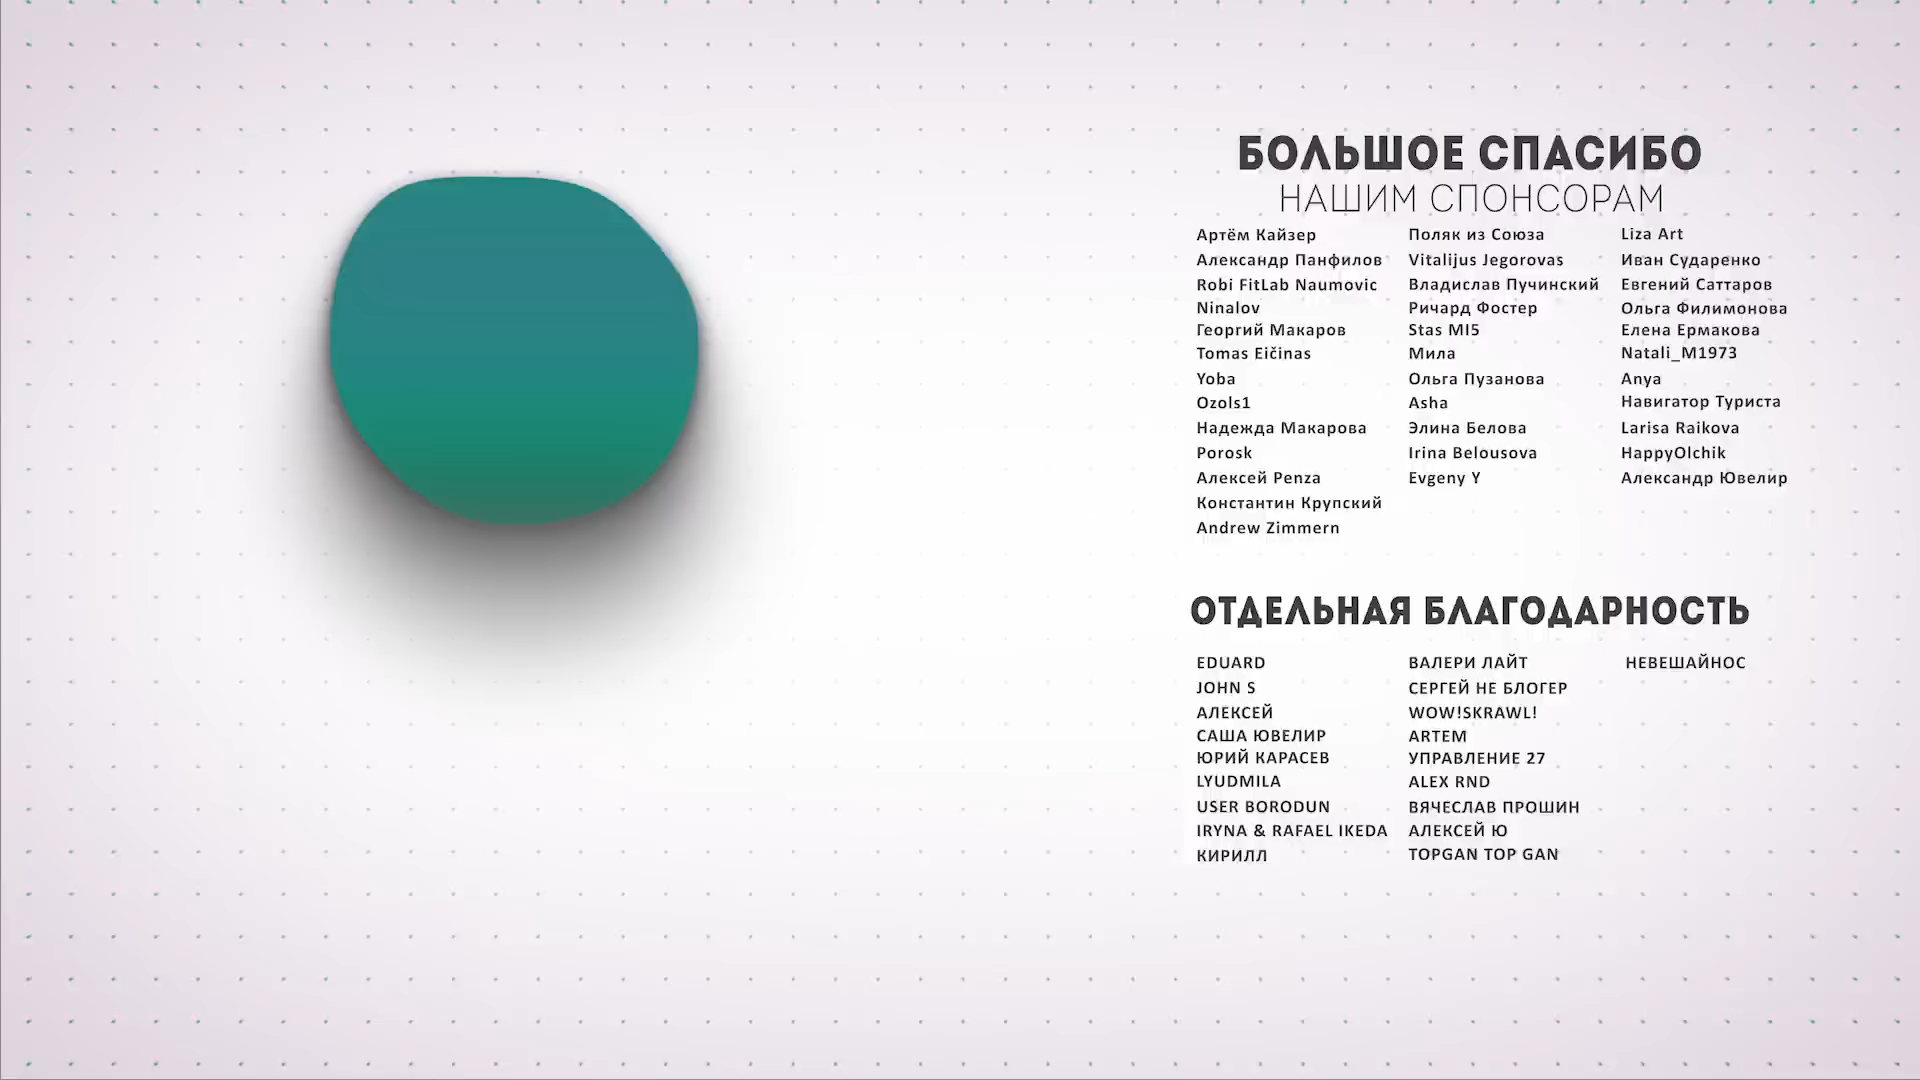 БОЛЬШОЕ СПАСИБО
НАШИМ СПОНСОРАМ
Артём Кайзер
Александр Панфилов
Robi FitLab Naumovic
Ninalov
Георгий Макаров
Tomas Eičinas
Yoba
Ozols1
Надежда Макарова
Porosk
Алексей Penza
Константин Крупский
Andrew Zimmern
Поляк из Союза
Vitalijus Jegorovas
Владислав Пучинский
Ричард Фостер
Stas MI5
Мила
Ольга Пузанова
Asha
Элина Белова
Irina Belousova
Evgeny Y
Liza Art
Иван Сударенко
Евгений Саттаров
Ольга Филимонова
Елена Ермакова
Natali_M1973
Anya
Навигатор Туриста
Larisa Raikova
HappyOlchik
Александр Ювелир
ОТДЕЛЬНАЯ БЛАГОДАРНОСТЬ
EDUARD
JOHN S
АЛЕКСЕЙ
САША ЮВЕЛИР
ЮРИЙ КАРАСЕВ
LYUDMILA
USER BORODUN
IRYNA & RAFAEL IKEDA
КИРИЛЛ
ВАЛЕРИ ЛАЙТ
СЕРГЕЙ НЕ БЛОГЕР
WOW!SKRAWL!
ARTEM
УПРАВЛЕНИЕ 27
ALEX RND
ВЯЧЕСЛАВ ПРОШИН
АЛЕКСЕЙ Ю
TOPGAN TOP GAN
НЕВЕШАЙНОС